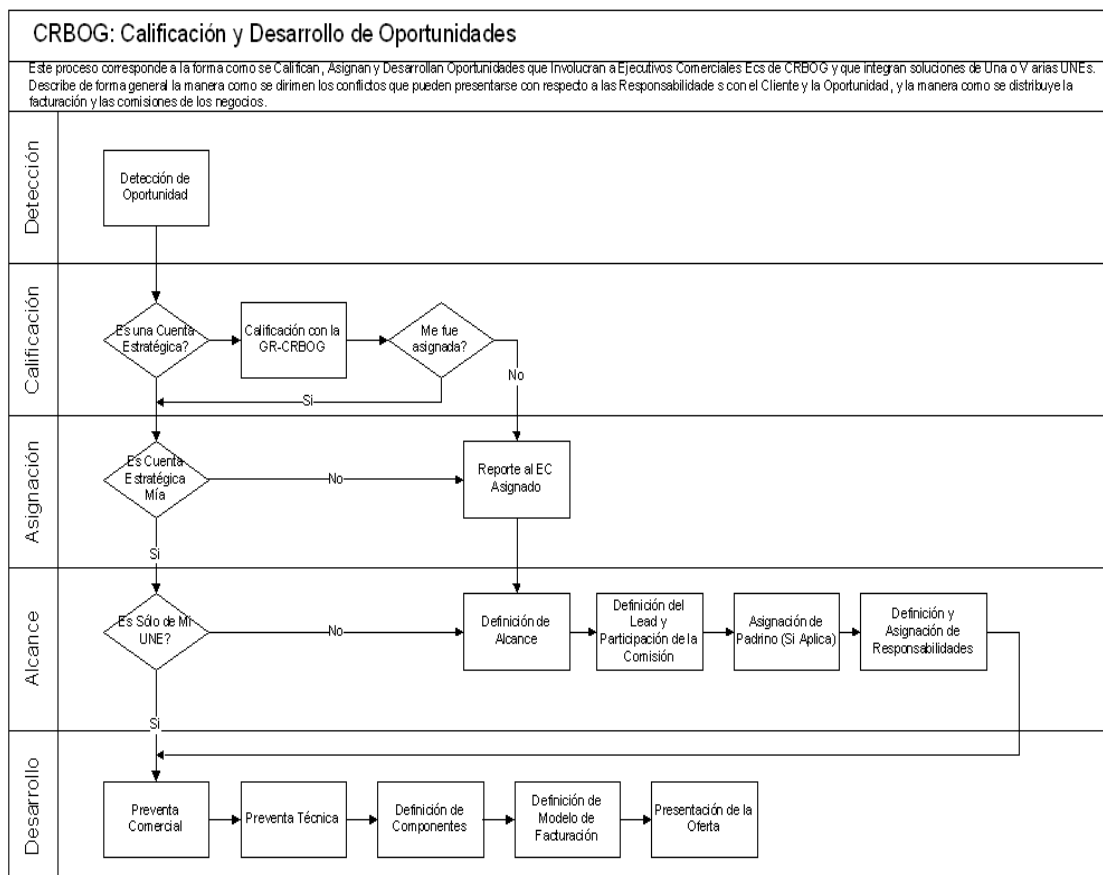 CRBOG: Calificación y Desarrollo de Oportunidades
Este proceso corresponde a la forma como se Califican, Asignan y Desarrollan Oportunidades que Involucran a Ejecutivos Comerciales Ecs de CRBOG y que integran soluciones de Una o V arias UNEs.
Describe de forma general la manera como se dirimen los conflictos que pueden presentarse con respecto a las Responsabilidade s con el Cliente y la Oportunidad, y la manera como se distribuye la
facturación y las comisiones de los negocios.
Detección
Detección de
Oportunidad
Calificación
Es una Cuenta
Estratégica?
Calificación con la
GR-CRBOG
Me fue
asignada?
No
Si
Asignación
Es Cuenta
Estratégica
Mía
No
Reporte al EC
Asignado
Si
Alcance
Es Sólo de Mi
UNE?
No
Definición de
Alcance
Definición del
Lead y
Participación de la
Comisión
Asignación de
Padrino (Si Aplica)
Definición y
Asignación de
Responsabilidades
Si
Desarrollo
Preventa
Comercial
Preventa Técnica
Definición de
Componentes
Definición de
Modelo de
Facturación
Presentación de la
Oferta